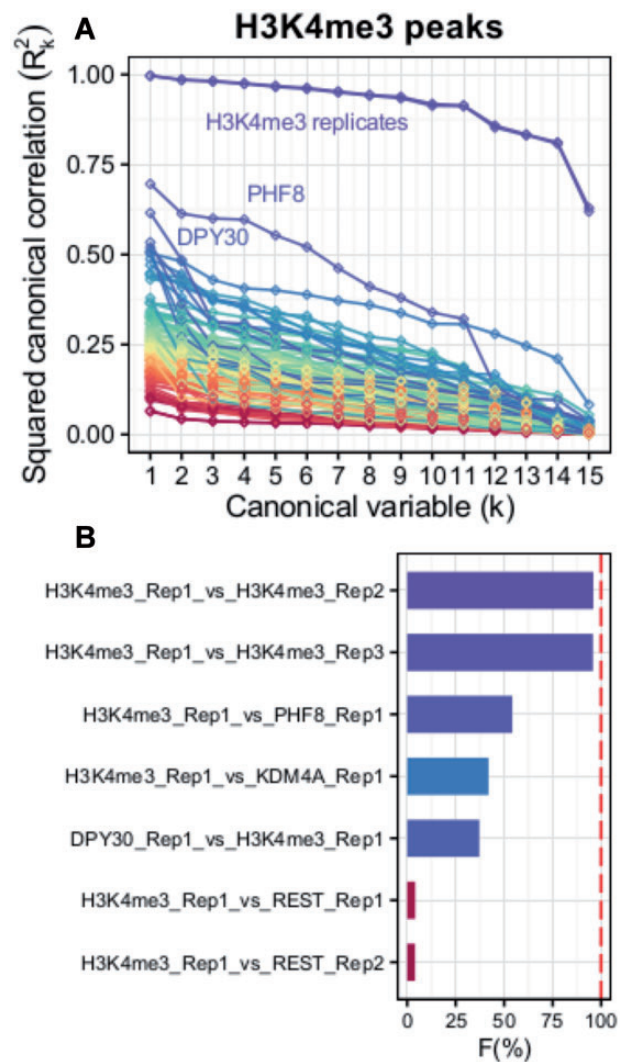 A
H3K4me3 peaks
Squared canonical correlation (R²ₖ)
1.00
0.75
0.50
0.25
0.00
H3K4me3 replicates
PHF8
DPY30
1 2 3 4 5 6 7 8 9 10 11 12 13 14 15
Canonical variable (k)
B
H3K4me3_Rep1_vs_H3K4me3_Rep2
H3K4me3_Rep1_vs_H3K4me3_Rep3
H3K4me3_Rep1_vs_PHF8_Rep1
H3K4me3_Rep1_vs_KDM4A_Rep1
DPY30_Rep1_vs_H3K4me3_Rep1
H3K4me3_Rep1_vs_REST_Rep1
H3K4me3_Rep1_vs_REST_Rep2
0 25 50 75 100
F(%)